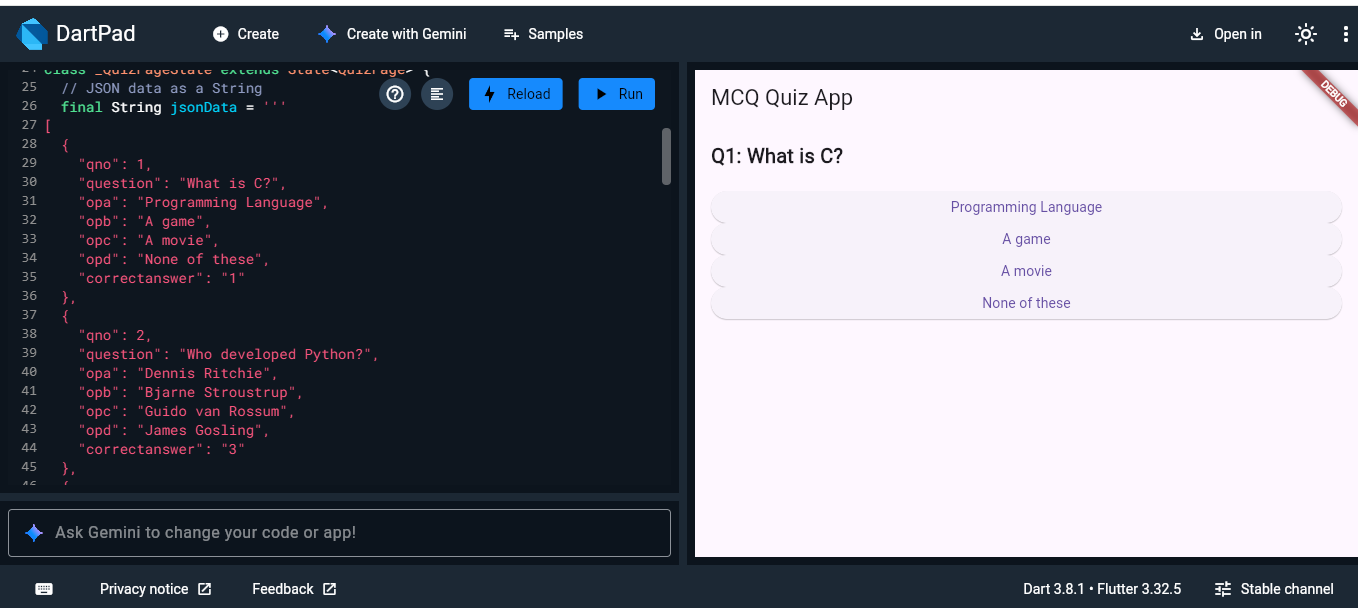 DartPad
Create
Create with Gemini
Samples
Open in
24 class _QuizPageState extends State<QuizPage> {
25 // JSON data as a String
26 final String jsonData = '''
27 [
28 {
29 "qno": 1,
30 "question": "What is C?",
31 "opa": "Programming Language",
32 "opb": "A game",
33 "opc": "A movie",
34 "opd": "None of these",
35 "correctanswer": "1"
36 },
37 {
38 "qno": 2,
39 "question": "Who developed Python?",
40 "opa": "Dennis Ritchie",
41 "opb": "Bjarne Stroustrup",
42 "opc": "Guido van Rossum",
43 "opd": "James Gosling",
44 "correctanswer": "3"
45 },
46 {
Reload
Run
Ask Gemini to change your code or app!
MCQ Quiz App
DEBUG
Q1: What is C?
Programming Language
A game
A movie
None of these
Privacy notice
Feedback
Dart 3.8.1 • Flutter 3.32.5
Stable channel